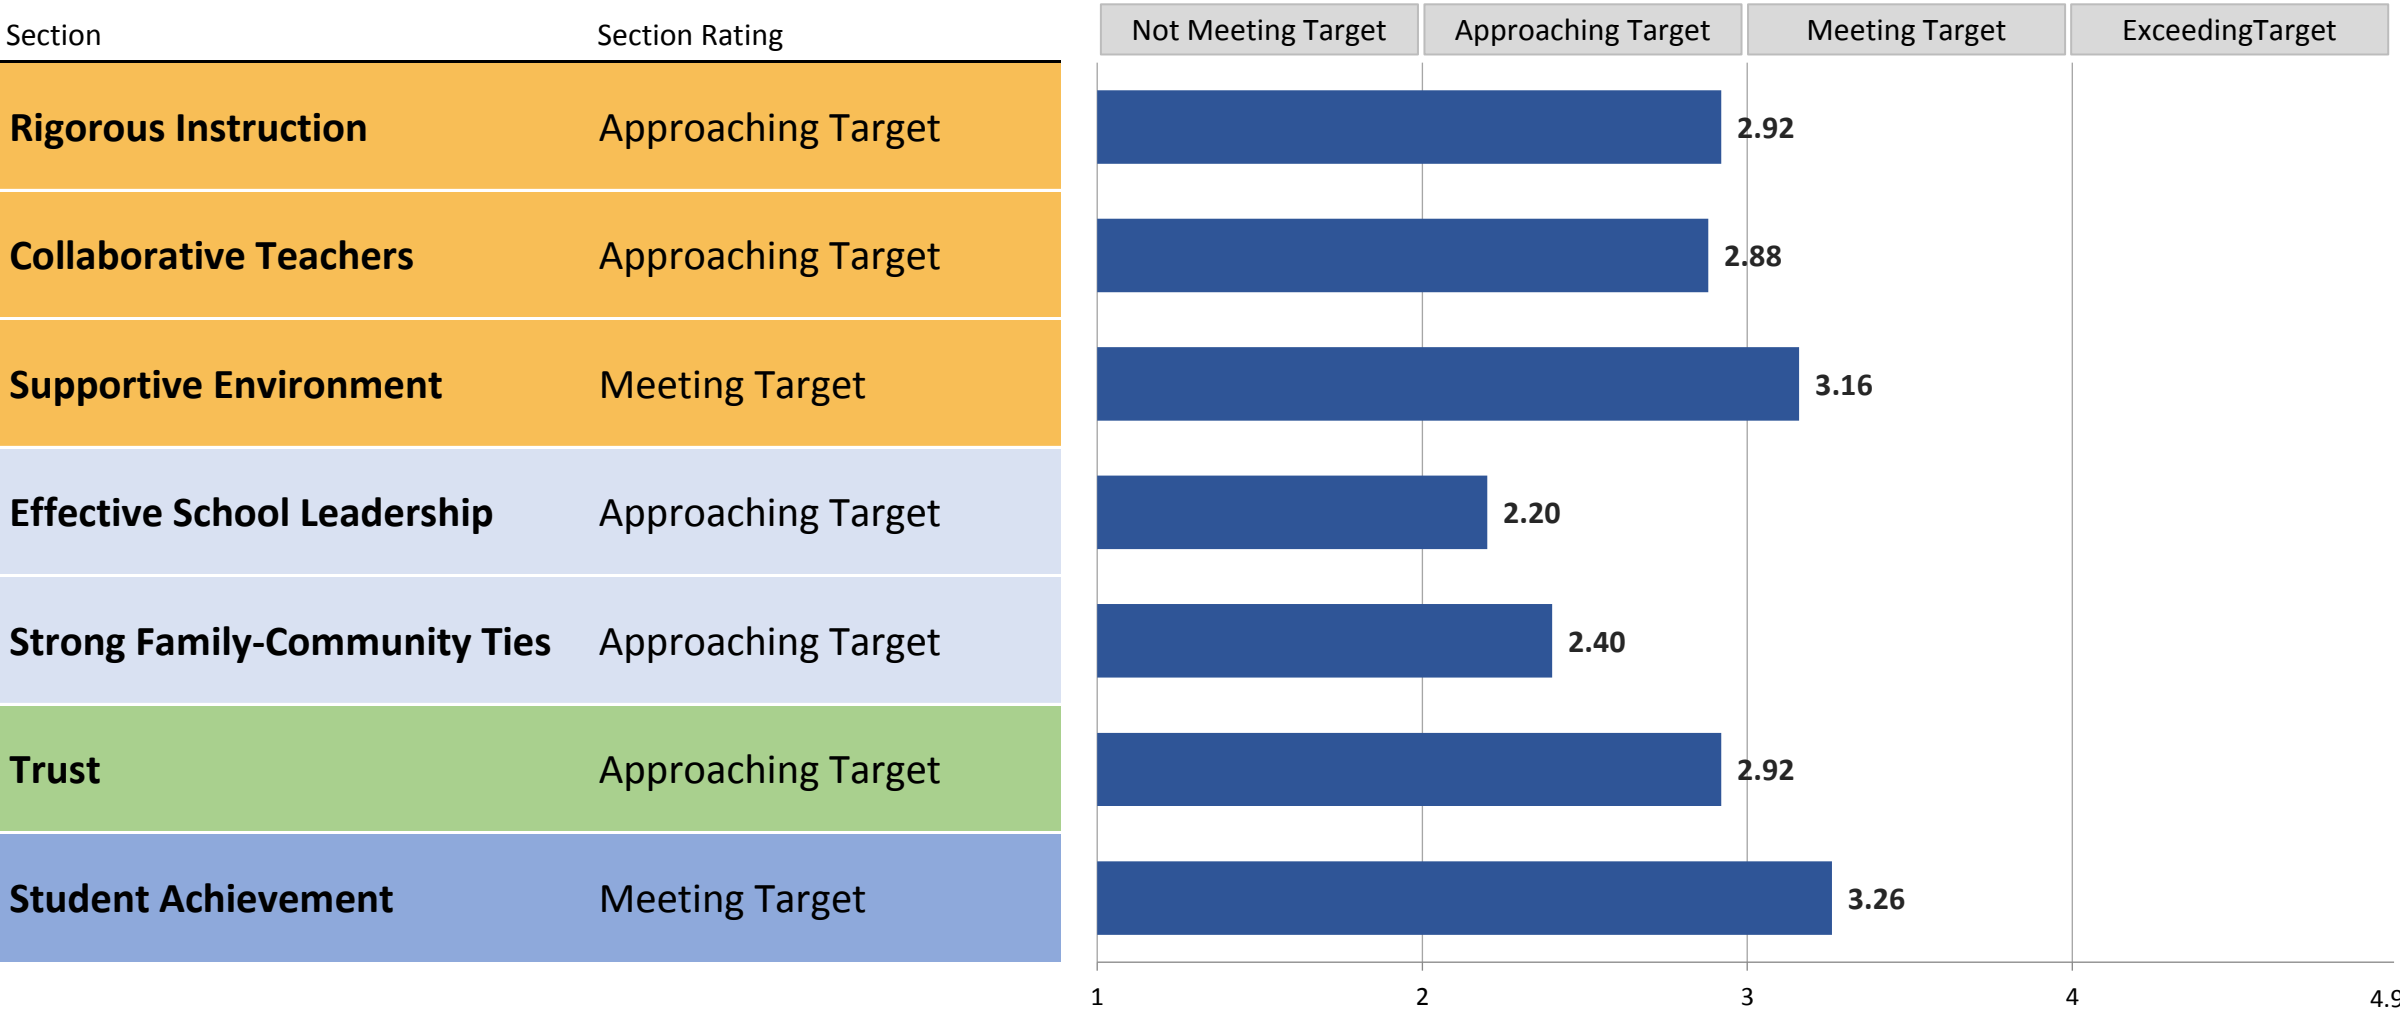 Section Section Rating Not Meeting Target Approaching Target Meeting Target ExceedingTarget
Rigorous Instruction Approaching Target 2.92
Collaborative Teachers Approaching Target 2.88
Supportive Environment Meeting Target 3.16
Effective School Leadership Approaching Target 2.20
Strong Family-Community Ties Approaching Target 2.40
Trust Approaching Target 2.92
Student Achievement Meeting Target 3.26
1 2 3 4 4.9